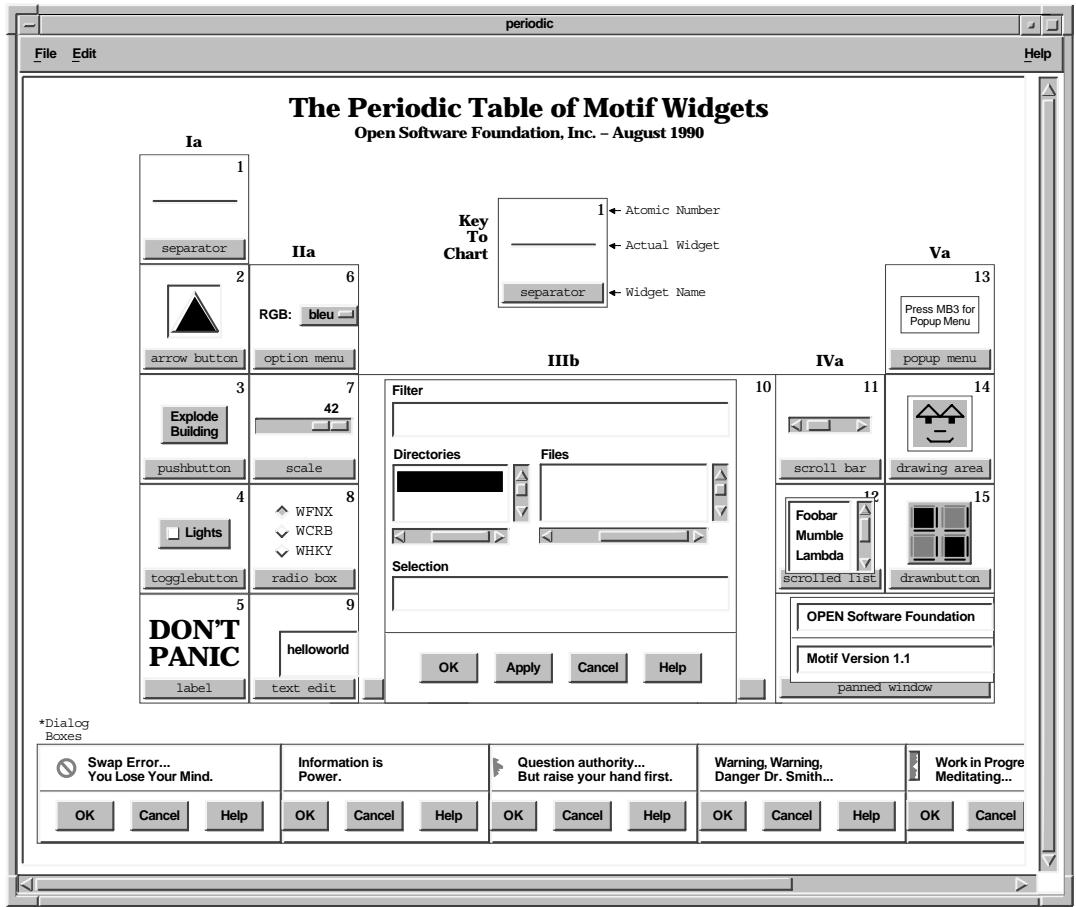 periodic
File Edit Help
The Periodic Table of Motif Widgets
Open Software Foundation, Inc. – August 1990
Ia
1
separator
Key
To
Chart
1
separator
Atomic Number
Actual Widget
Widget Name
IIa
Va
2
arrow button
6
RGB: bleu
option menu
13
Press MB3 for
Popup Menu
popup menu
IIIb
IVa
3
Explode
Building
pushbutton
7
42
scale
10
Filter
Directories Files
Selection
OK Apply Cancel Help
11
scroll bar
14
drawing area
4
Lights
togglebutton
8
WFNX
WCRB
WHKY
radio box
12
Foobar
Mumble
Lambda
scrolled list
15
drawnbutton
5
DON'T
PANIC
label
9
helloworld
text edit
OPEN Software Foundation
Motif Version 1.1
panned window
*Dialog
Boxes
Swap Error...
You Lose Your Mind.
OK Cancel Help
Information is
Power.
OK Cancel Help
Question authority...
But raise your hand first.
OK Cancel Help
Warning, Warning,
Danger Dr. Smith...
OK Cancel Help
Work in Progre
Meditating...
OK Cancel